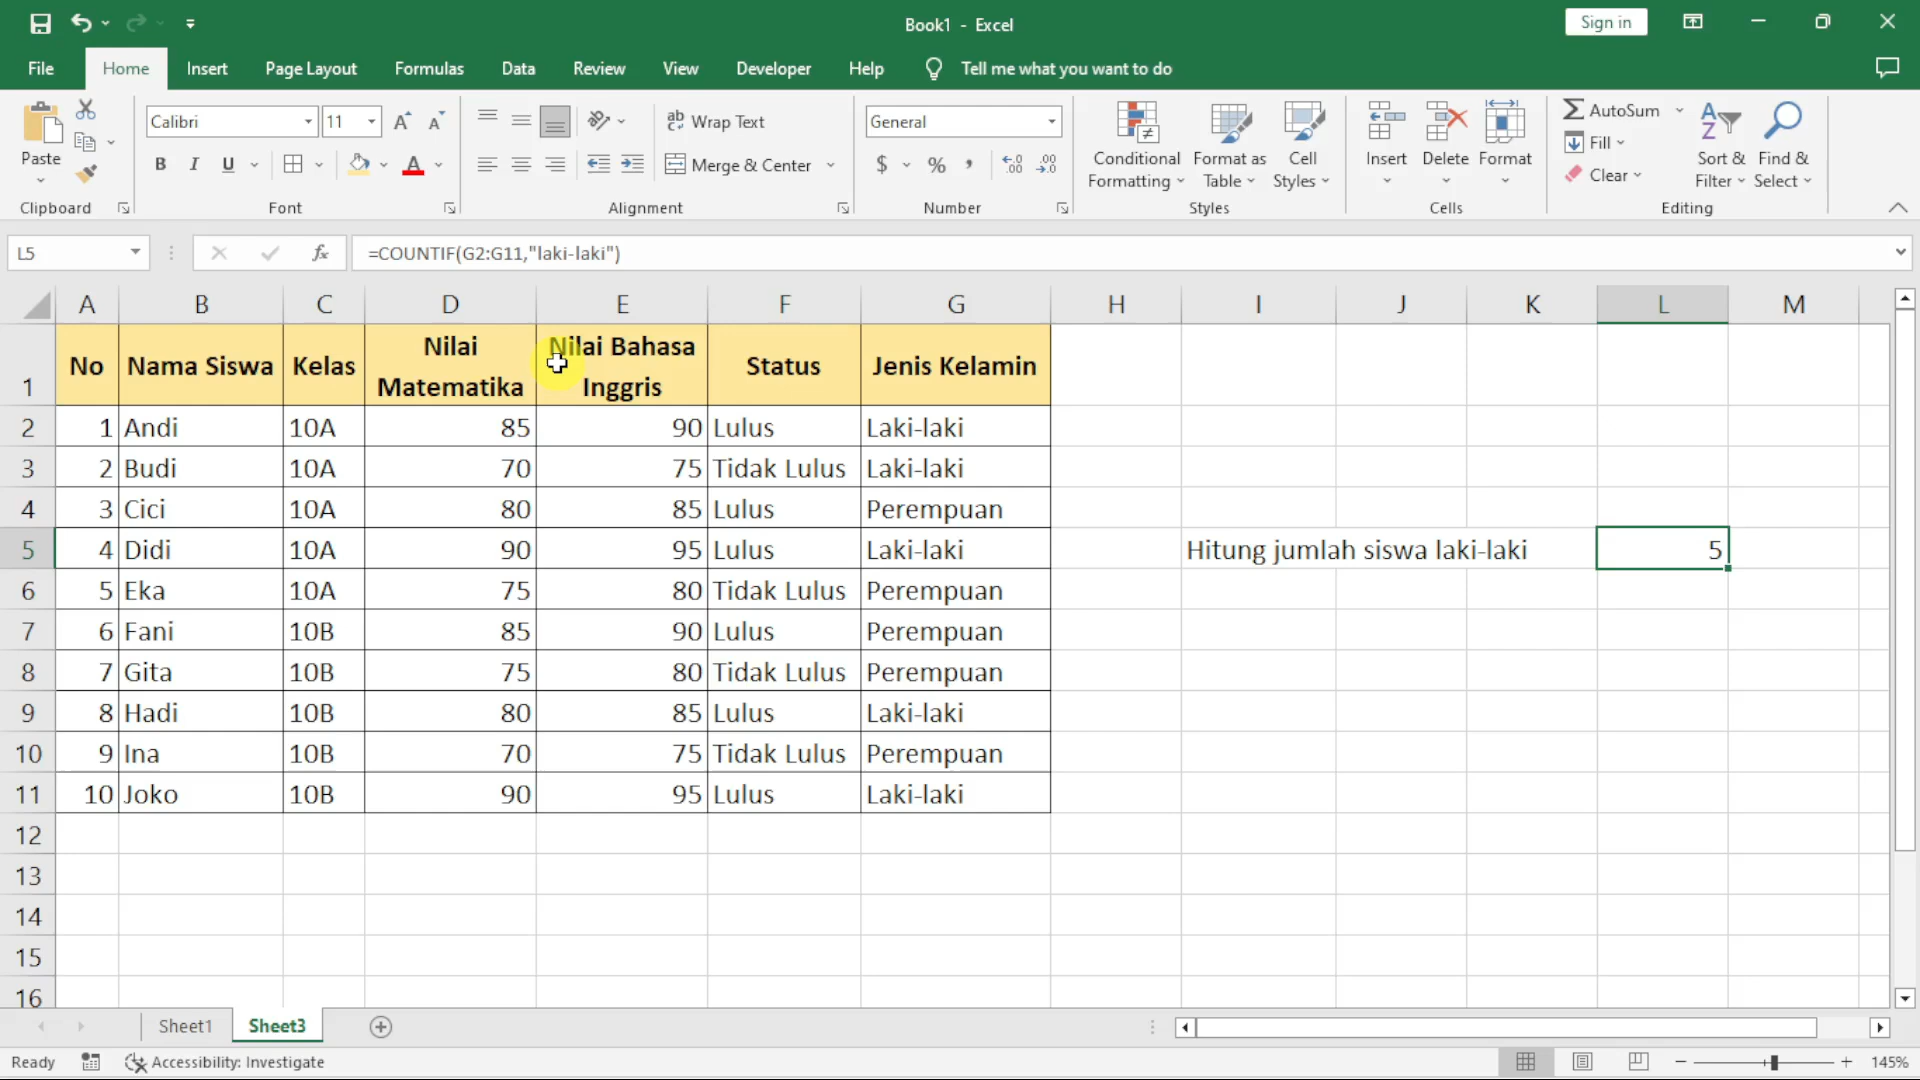 Book1 - Excel
Sign in
File Home Insert Page Layout Formulas Data Review View Developer Help Tell me what you want to do
Calibri 11 ab Wrap Text General AutoSum
Paste B I U Merge & Center $ % , Conditional Format as Cell Insert Delete Format Fill Sort & Find &
Formatting Table Styles Clear Filter Select
Clipboard Font Alignment Number Styles Cells Editing
L5 fx =COUNTIF(G2:G11,"laki-laki")
A B C D E F G H I J K L M
1 No Nama Siswa Kelas Nilai Matematika Nilai Bahasa Inggris Status Jenis Kelamin
2 1 Andi 10A 85 90 Lulus Laki-laki
3 2 Budi 10A 70 75 Tidak Lulus Laki-laki
4 3 Cici 10A 80 85 Lulus Perempuan
5 4 Didi 10A 90 95 Lulus Laki-laki Hitung jumlah siswa laki-laki 5
6 5 Eka 10A 75 80 Tidak Lulus Perempuan
7 6 Fani 10B 85 90 Lulus Perempuan
8 7 Gita 10B 75 80 Tidak Lulus Perempuan
9 8 Hadi 10B 80 85 Lulus Laki-laki
10 9 Ina 10B 70 75 Tidak Lulus Perempuan
11 10 Joko 10B 90 95 Lulus Laki-laki
12
13
14
15
16
Sheet1 Sheet3
Ready Accessibility: Investigate 145%